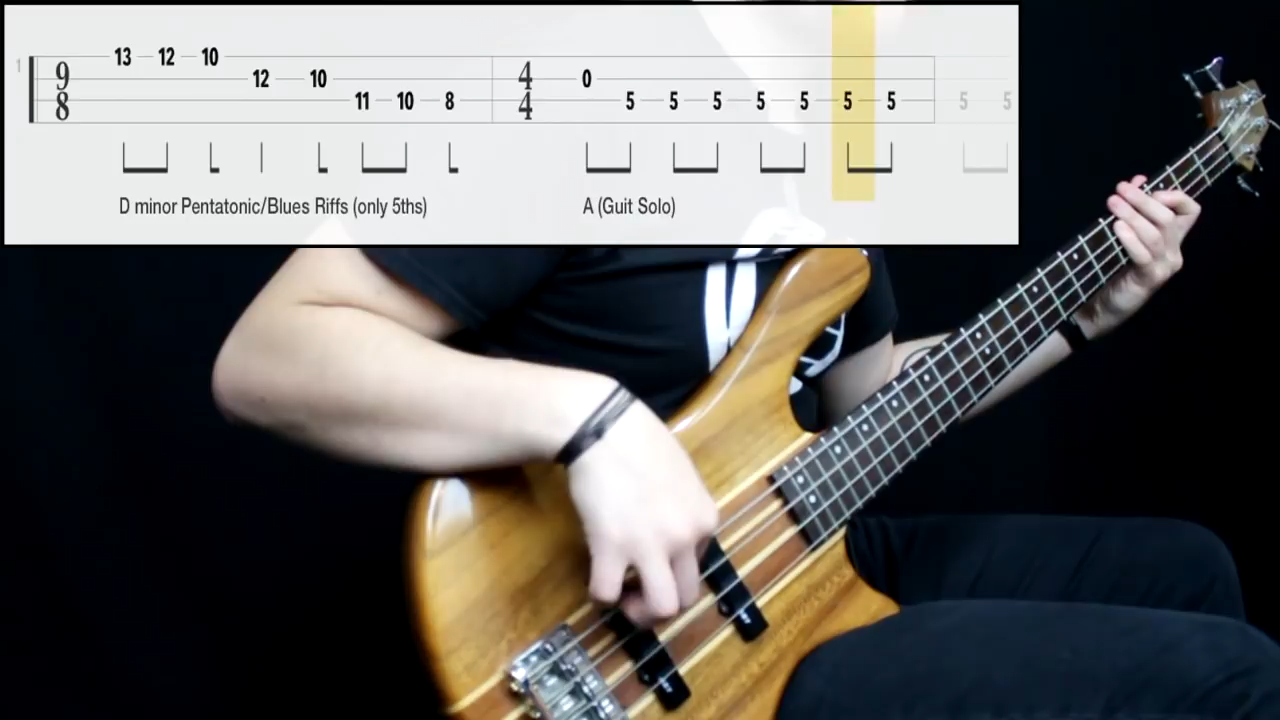 13 12 10
1 9 12 10 4 0
8 11 10 8 4 5 5 5 5 5 5 5 5 5
D minor Pentatonic/Blues Riffs (only 5ths) A (Guit Solo)